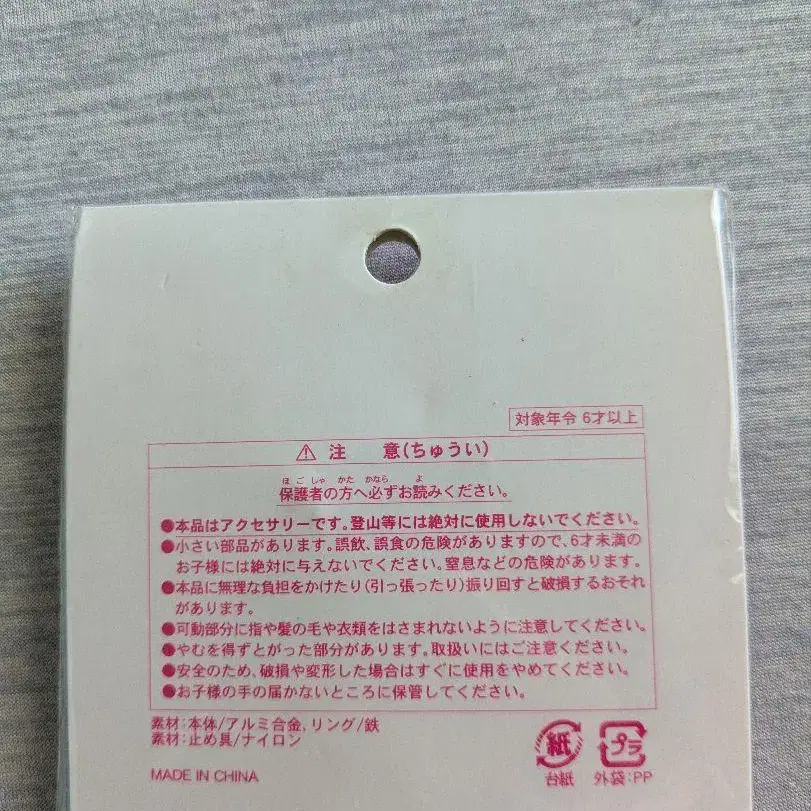 対象年令 6才以上
⚠ 注 意(ちゅうい)
ほごしゃ かた かなら よ
保護者の方へ必ずお読みください。
●本品はアクセサリーです。登山等には絶対に使用しないでください。
●小さい部品があります。誤飲、誤食の危険がありますので、6才未満の
お子様には絶対に与えないでください。窒息などの危険があります。
●本品に無理な負担をかけたり(引っ張ったり)振り回すと破損するおそれ
があります。
●可動部分に指や髪の毛や衣類をはさまれないように注意してください。
●やむを得ずとがった部分があります。取扱いにはご注意ください。
●安全のため、破損や変形した場合はすぐに使用をやめてください。
●お子様の手の届かないところに保管してください。
素材:本体/アルミ合金, リング/鉄
素材:止め具/ナイロン
MADE IN CHINA
紙 プラ
台紙 外袋:PP